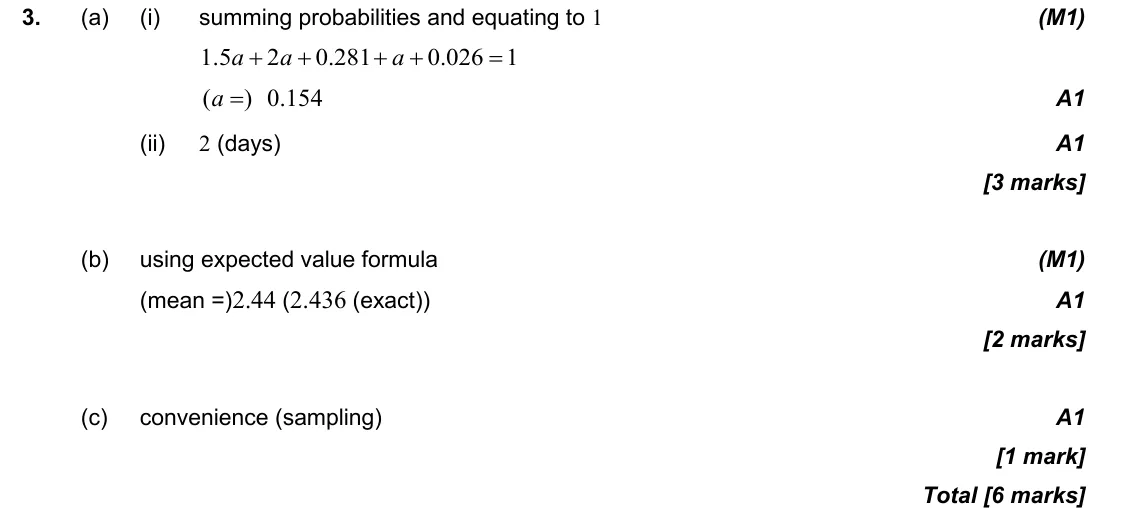 3. (a) (i) summing probabilities and equating to 1 (M1)
1.5a + 2a + 0.281 + a + 0.026 = 1
(a =) 0.154 A1
(ii) 2 (days) A1
[3 marks]
(b) using expected value formula (M1)
(mean =)2.44 (2.436 (exact)) A1
[2 marks]
(c) convenience (sampling) A1
[1 mark]
Total [6 marks]